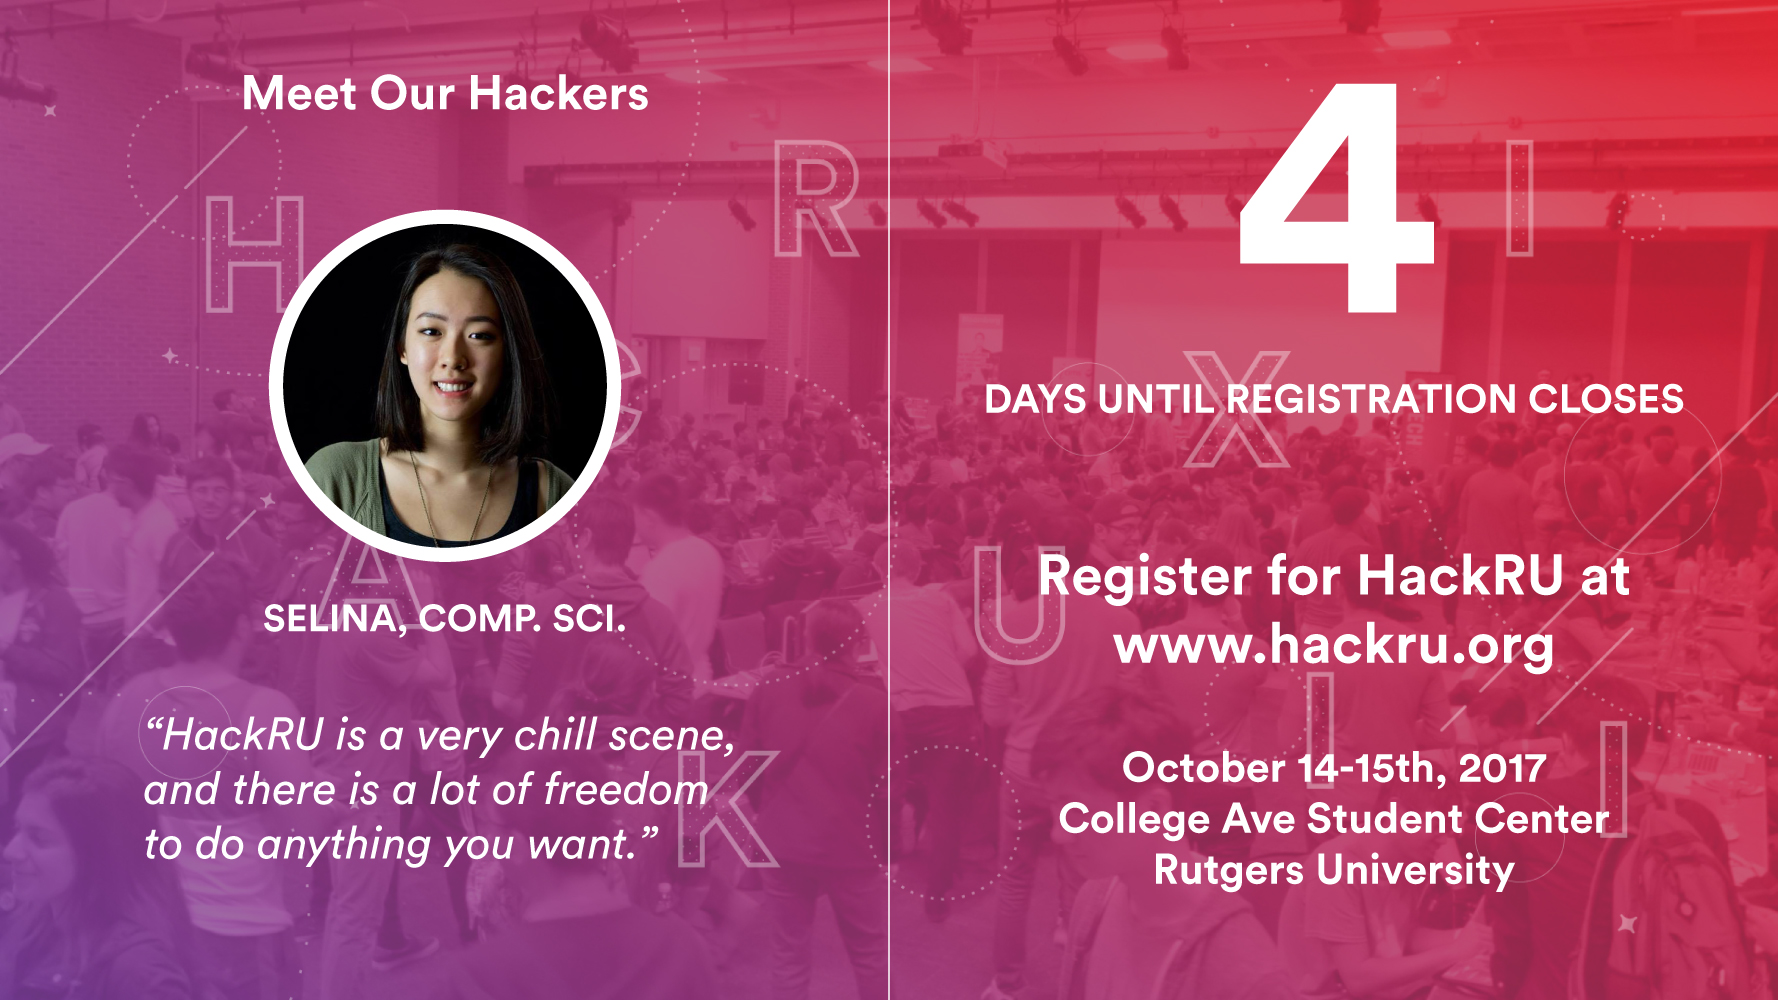 Meet Our Hackers
SELINA, COMP. SCI.
“HackRU is a very chill scene,
and there is a lot of freedom
to do anything you want.”
4
DAYS UNTIL REGISTRATION CLOSES
Register for HackRU at
www.hackru.org
October 14-15th, 2017
College Ave Student Center
Rutgers University
H
A
C
K
R
U
X
I
I
I